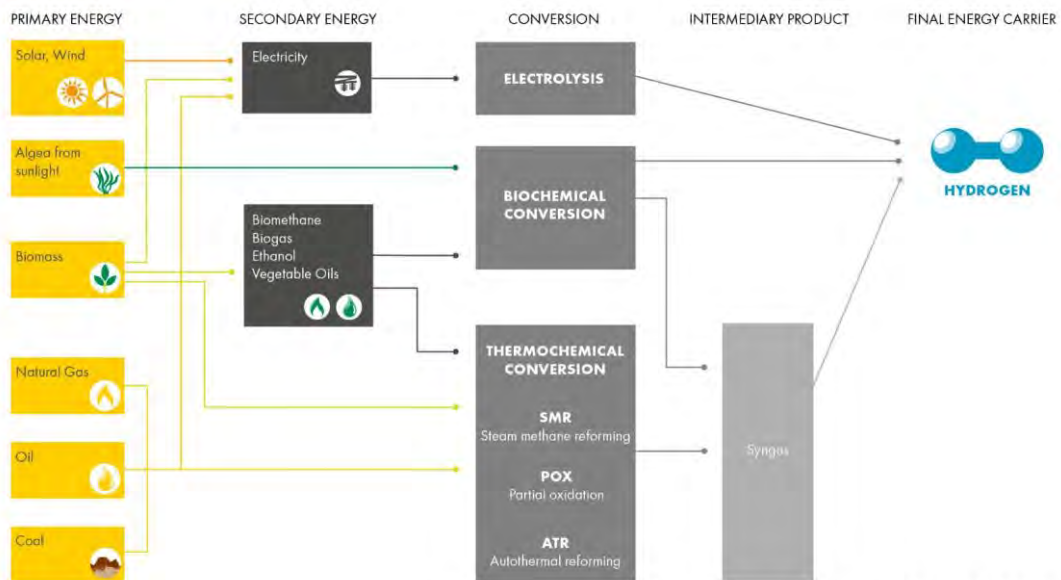 PRIMARY ENERGY
SECONDARY ENERGY
CONVERSION
INTERMEDIARY PRODUCT
FINAL ENERGY CARRIER
Solar, Wind
Electricity
ELECTROLYSIS
Algea from
sunlight
HYDROGEN
BIOCHEMICAL
CONVERSION
Biomethane
Biogas
Ethanol
Vegetable Oils
Biomass
THERMOCHEMICAL
CONVERSION
SMR
Steam methane reforming
POX
Partial oxidation
ATR
Autothermal reforming
Natural Gas
Oil
Coal
Syngas